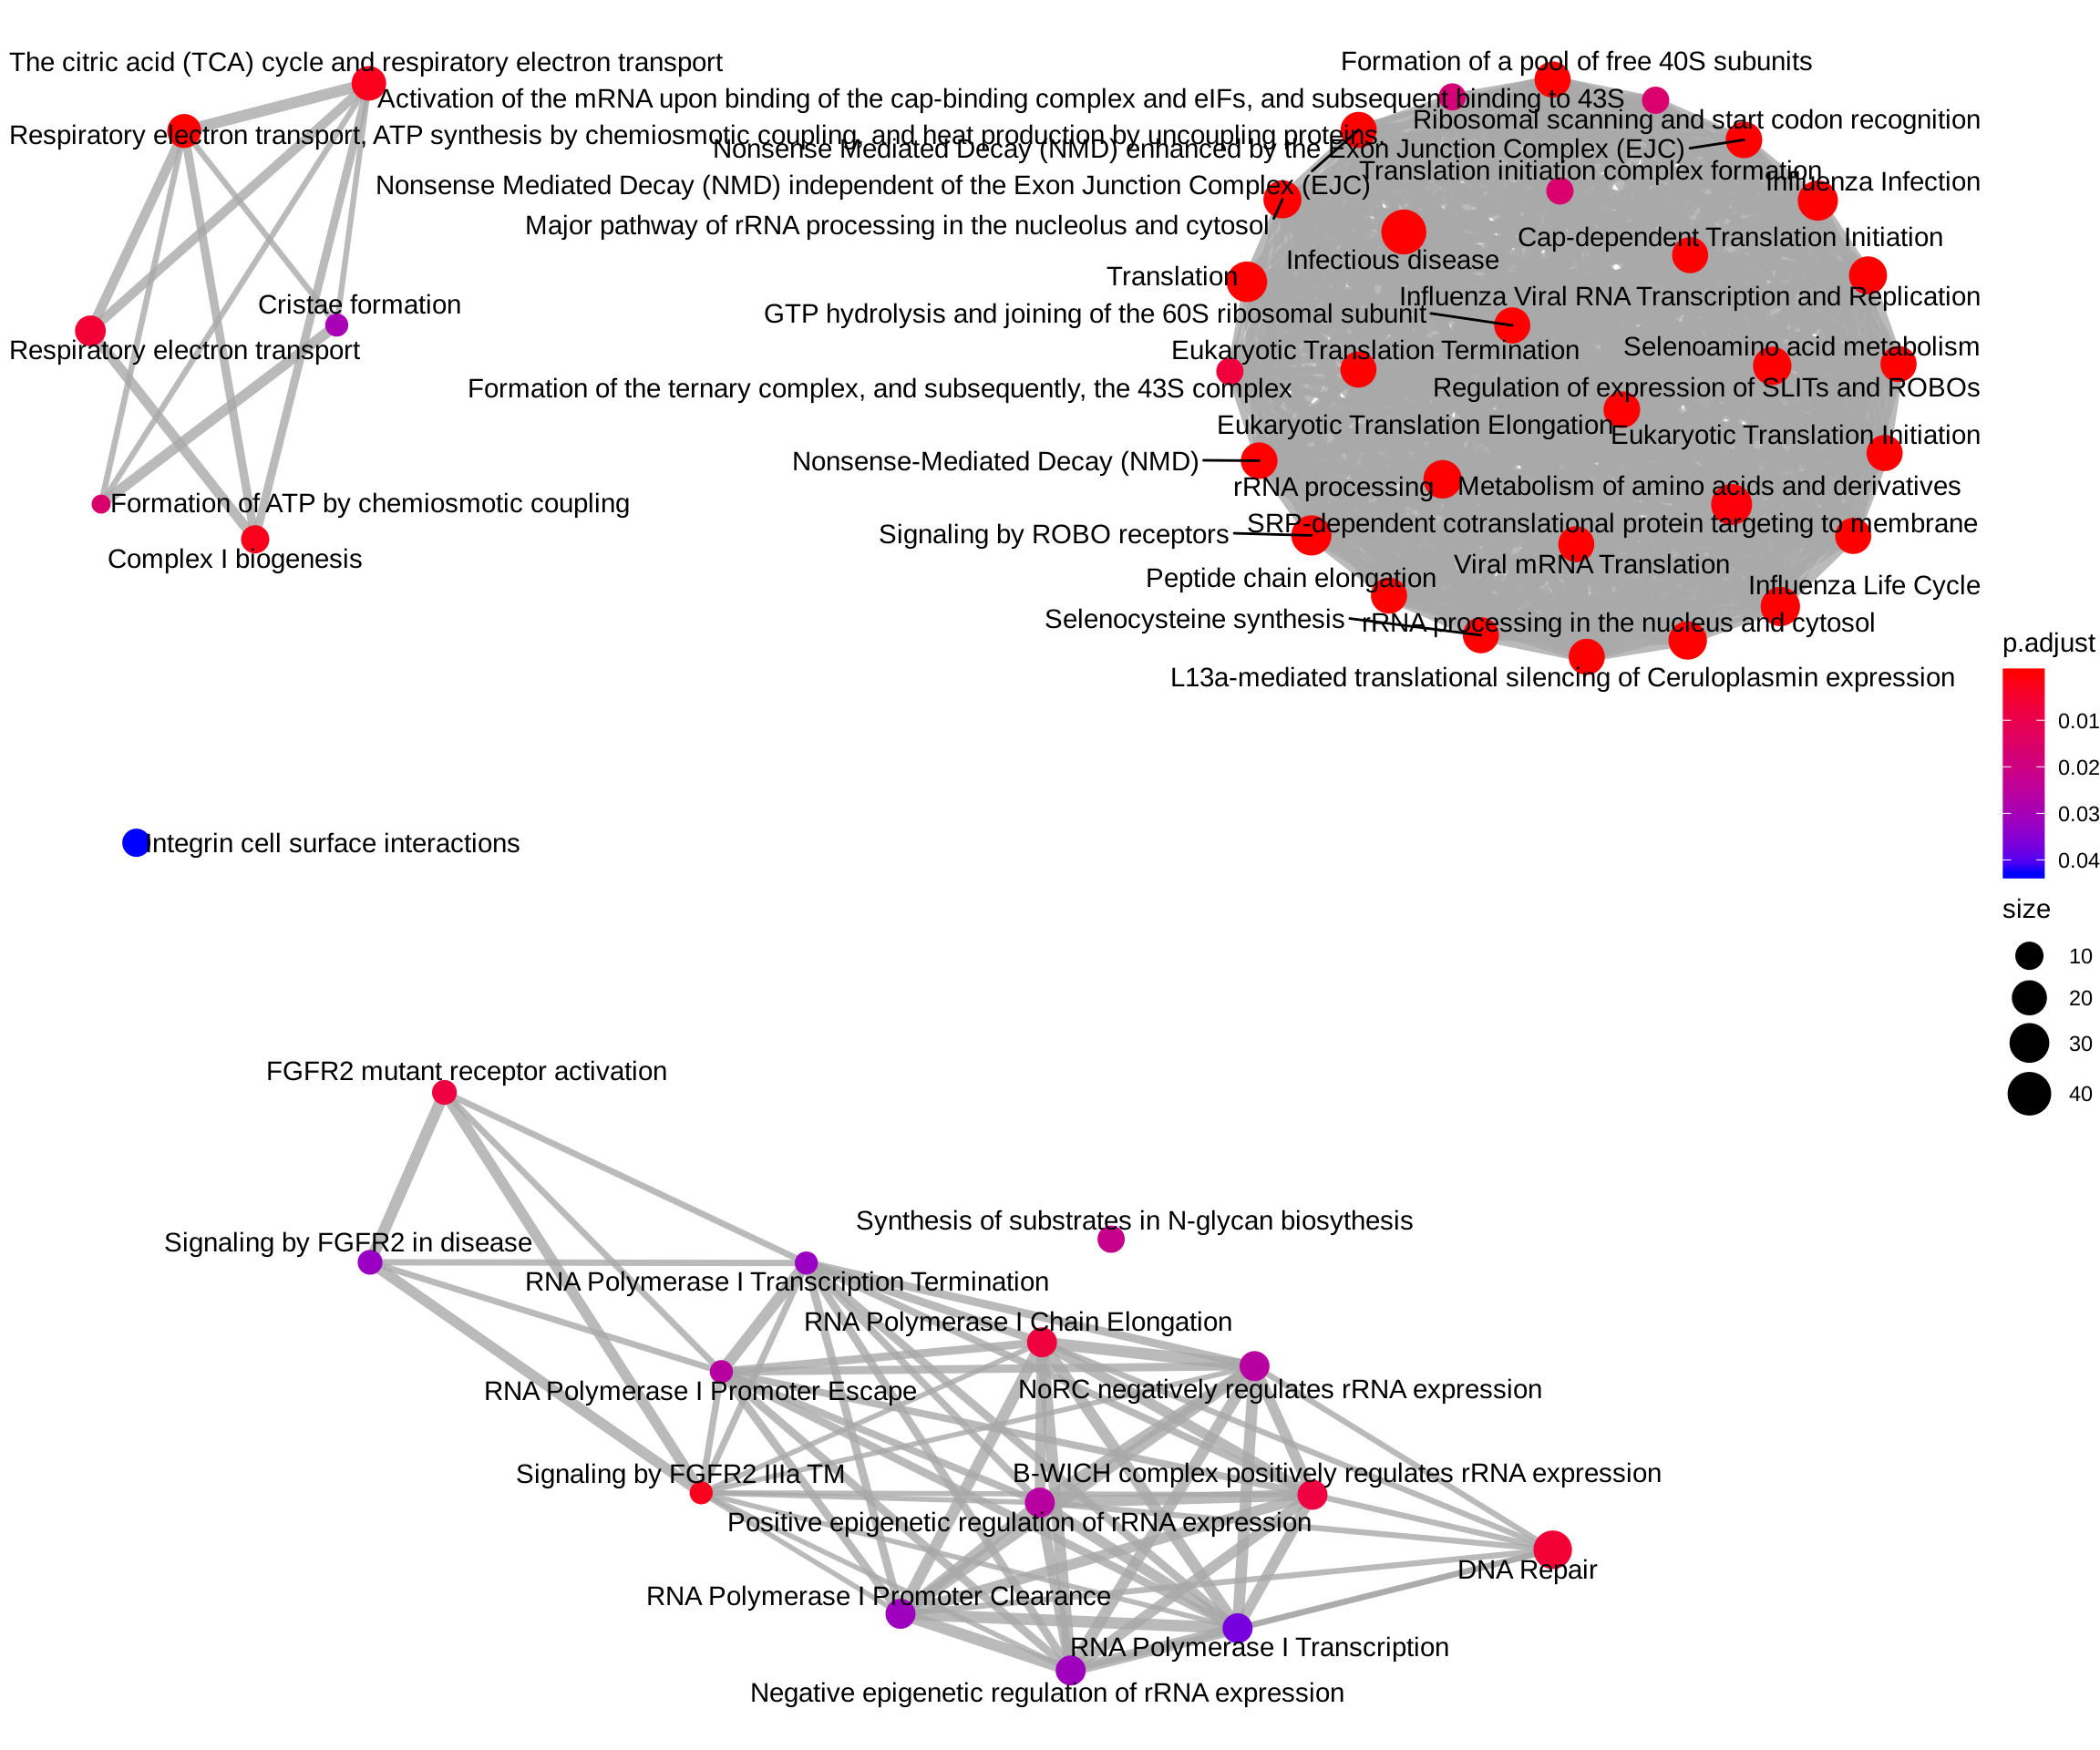 The citric acid (TCA) cycle and respiratory electron transport
Formation of a pool of free 40S subunits
Activation of the mRNA upon binding of the cap-binding complex and eIFs, and subsequent binding to 43S
Ribosomal scanning and start codon recognition
Respiratory electron transport, ATP synthesis by chemiosmotic coupling, and heat production by uncoupling proteins.
Nonsense Mediated Decay (NMD) enhanced by the Exon Junction Complex (EJC)
Translation initiation complex formation
Influenza Infection
Nonsense Mediated Decay (NMD) independent of the Exon Junction Complex (EJC)
Major pathway of rRNA processing in the nucleolus and cytosol
Cap-dependent Translation Initiation
Infectious disease
Translation
Influenza Viral RNA Transcription and Replication
Cristae formation
GTP hydrolysis and joining of the 60S ribosomal subunit
Respiratory electron transport
Eukaryotic Translation Termination
Selenoamino acid metabolism
Formation of the ternary complex, and subsequently, the 43S complex
Regulation of expression of SLITs and ROBOs
Eukaryotic Translation Elongation
Eukaryotic Translation Initiation
Nonsense-Mediated Decay (NMD)
rRNA processing
Metabolism of amino acids and derivatives
Formation of ATP by chemiosmotic coupling
SRP-dependent cotranslational protein targeting to membrane
Signaling by ROBO receptors
Complex I biogenesis
Viral mRNA Translation
Peptide chain elongation
Influenza Life Cycle
Selenocysteine synthesis
rRNA processing in the nucleus and cytosol
L13a-mediated translational silencing of Ceruloplasmin expression
p.adjust
0.01
0.02
0.03
0.04
Integrin cell surface interactions
size
10
20
30
40
FGFR2 mutant receptor activation
Synthesis of substrates in N-glycan biosythesis
Signaling by FGFR2 in disease
RNA Polymerase I Transcription Termination
RNA Polymerase I Chain Elongation
RNA Polymerase I Promoter Escape
NoRC negatively regulates rRNA expression
Signaling by FGFR2 IIIa TM
B-WICH complex positively regulates rRNA expression
Positive epigenetic regulation of rRNA expression
DNA Repair
RNA Polymerase I Promoter Clearance
RNA Polymerase I Transcription
Negative epigenetic regulation of rRNA expression